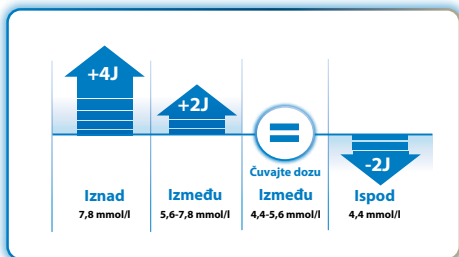 +4J
+2J
=
-2J
Čuvajte dozu
Iznad
Između
Između
Ispod
7,8 mmol/l
5,6-7,8 mmol/l
4,4-5,6 mmol/l
4,4 mmol/l